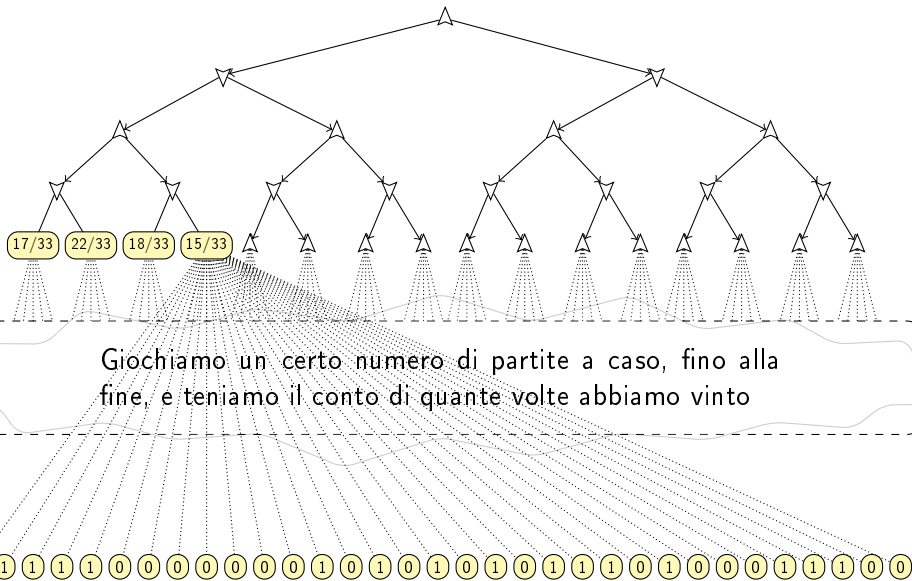 17/33 22/33 18/33 15/33
Giochiamo un certo numero di partite a caso, fino alla
fine, e teniamo il conto di quante volte abbiamo vinto
1 1 1 1 0 0 0 0 0 0 0 1 0 1 0 1 0 1 0 1 1 1 0 1 0 0 0 1 1 1 0 0